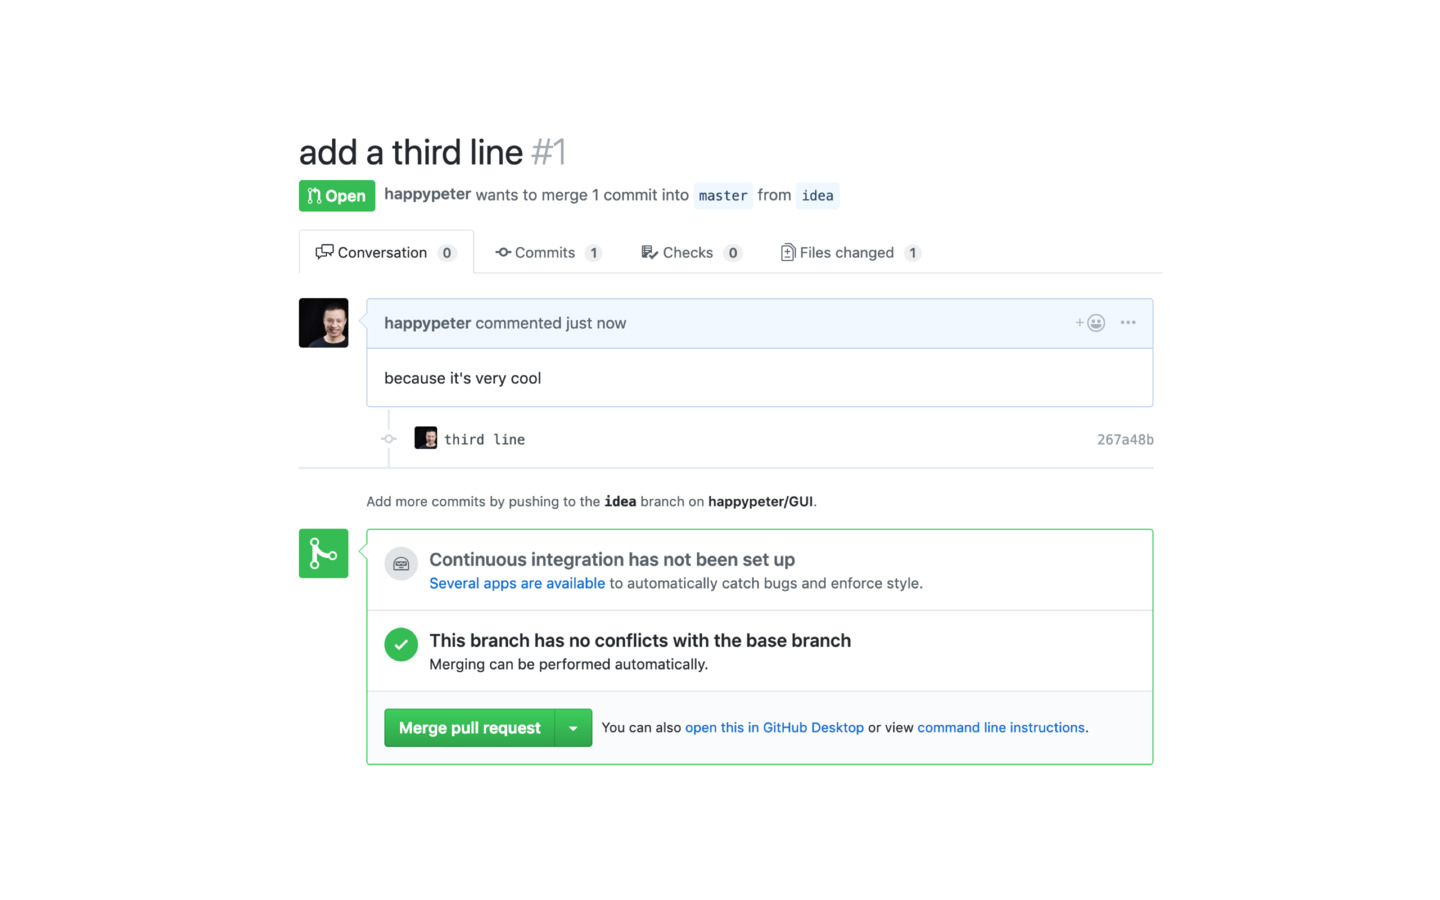 add a third line #1
Open happypeter wants to merge 1 commit into master from idea
Conversation 0 Commits 1 Checks 0 Files changed 1
happypeter commented just now
because it's very cool
third line 267a48b
Add more commits by pushing to the idea branch on happypeter/GUI.
Continuous integration has not been set up
Several apps are available to automatically catch bugs and enforce style.
This branch has no conflicts with the base branch
Merging can be performed automatically.
Merge pull request You can also open this in GitHub Desktop or view command line instructions.